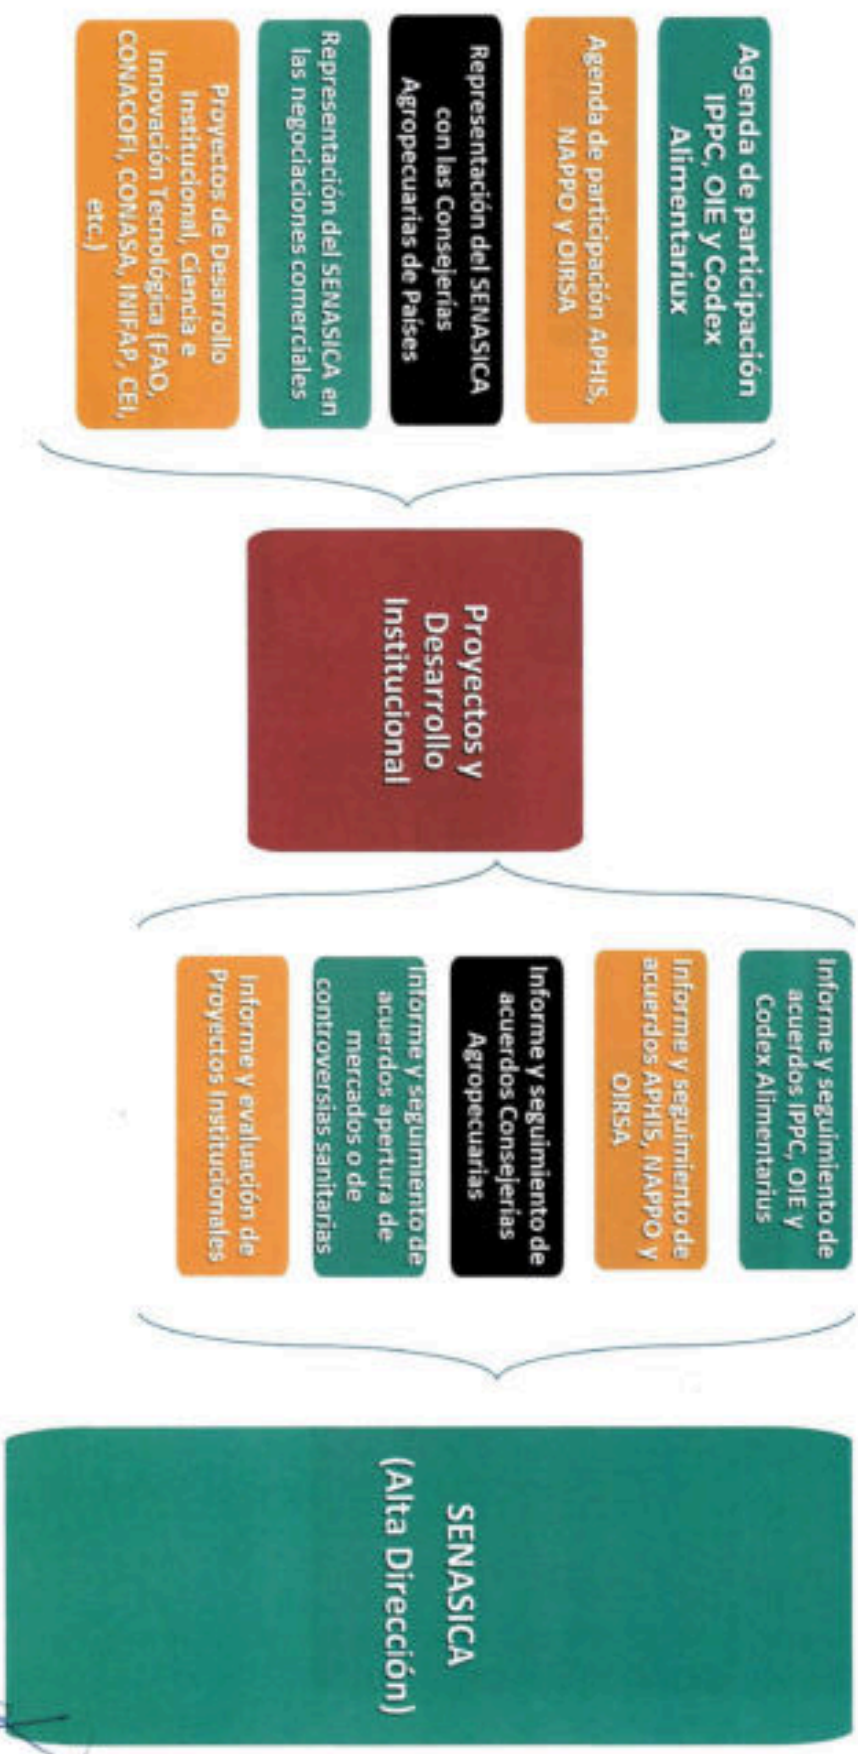 Agenda de participación
IPPC, OIE y Codex
Alimentariux
Agenda de participación APHIS,
NAPPO y OIRSA
Representación del SENASICA
con las Consejerías
Agropecuarias de Países
Representación del SENASICA en
las negociaciones comerciales
Proyectos de Desarrollo
Institucional, Ciencia e
Innovación Tecnológica (FAO,
CONACOFI, CONASA, INIFAP, CEI,
etc.)
Proyectos y
Desarrollo
Institucional
Informe y seguimiento de
acuerdos IPPC, OIE y
Codex Alimentarius
Informe y seguimiento de
acuerdos APHIS, NAPPO y
OIRSA
Informe y seguimiento de
acuerdos Consejerías
Agropecuarias
Informe y seguimiento de
acuerdos apertura de
mercados o de
controversias sanitarias
Informe y evaluación de
Proyectos Institucionales
SENASICA
(Alta Dirección)